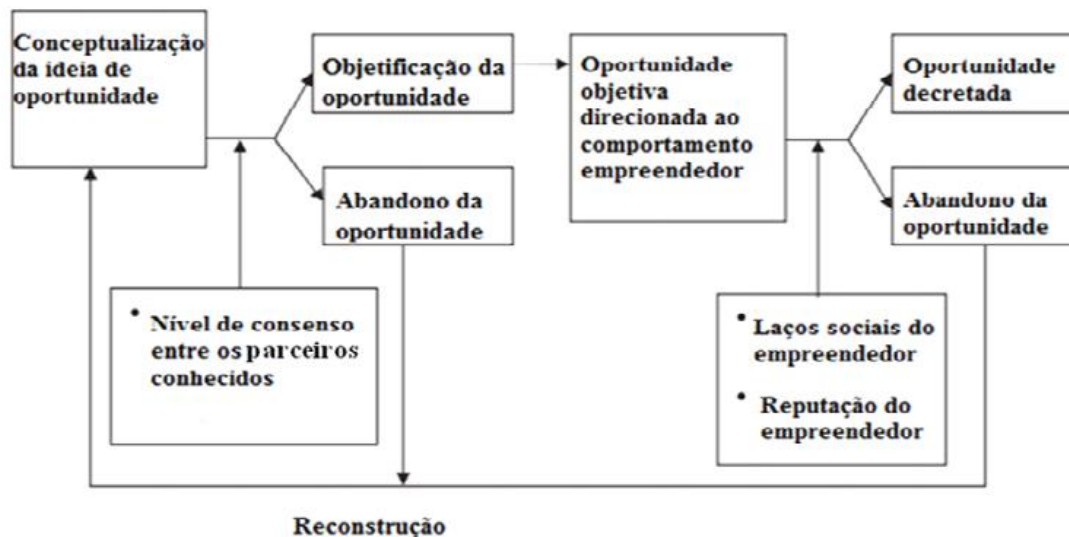 Conceptualização
da ideia de
oportunidade
Objetificação da
oportunidade
Abandono da
oportunidade
• Nível de consenso
entre os parceiros
conhecidos
Oportunidade
objetiva
direcionada ao
comportamento
empreendedor
Oportunidade
decretada
Abandono da
oportunidade
• Laços sociais do
empreendedor
• Reputação do
empreendedor
Reconstrução